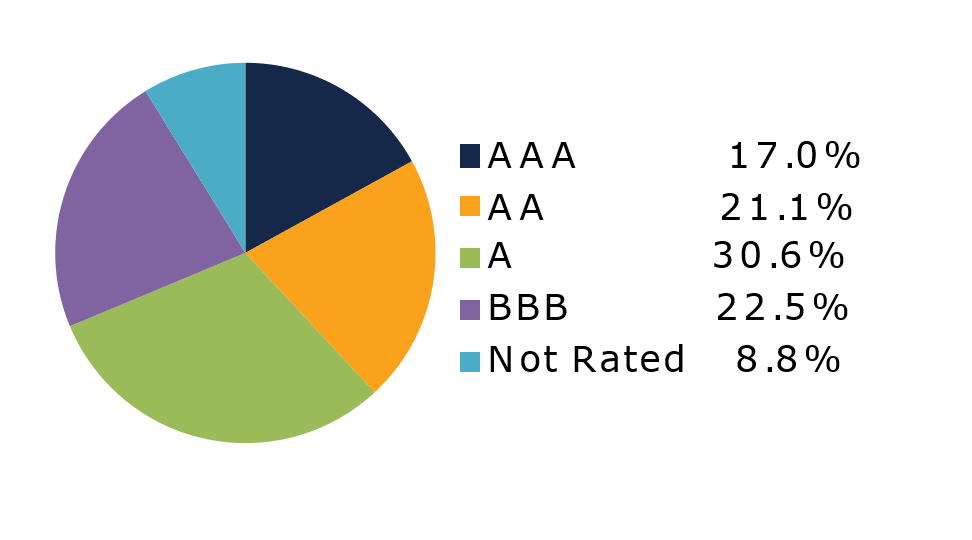 AAA 17.0%
AA 21.1%
A 30.6%
BBB 22.5%
Not Rated 8.8%